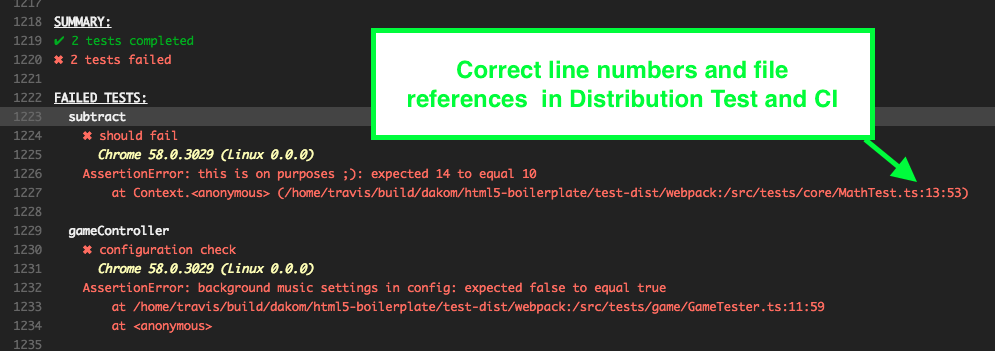 1217
1218 SUMMARY:
1219 ✔ 2 tests completed
1220 ✖ 2 tests failed
1221
1222 FAILED TESTS:
1223 subtract
1224 ✖ should fail
1225 Chrome 58.0.3029 (Linux 0.0.0)
1226 AssertionError: this is on purposes ;): expected 14 to equal 10
1227 at Context.<anonymous> (/home/travis/build/dakom/html5-boilerplate/test-dist/webpack:/src/tests/core/MathTest.ts:13:53)
1228
1229 gameController
1230 ✖ configuration check
1231 Chrome 58.0.3029 (Linux 0.0.0)
1232 AssertionError: background music settings in config: expected false to equal true
1233 at /home/travis/build/dakom/html5-boilerplate/test-dist/webpack:/src/tests/game/GameTester.ts:11:59
1234 at <anonymous>
1235
Correct line numbers and file
references in Distribution Test and CI